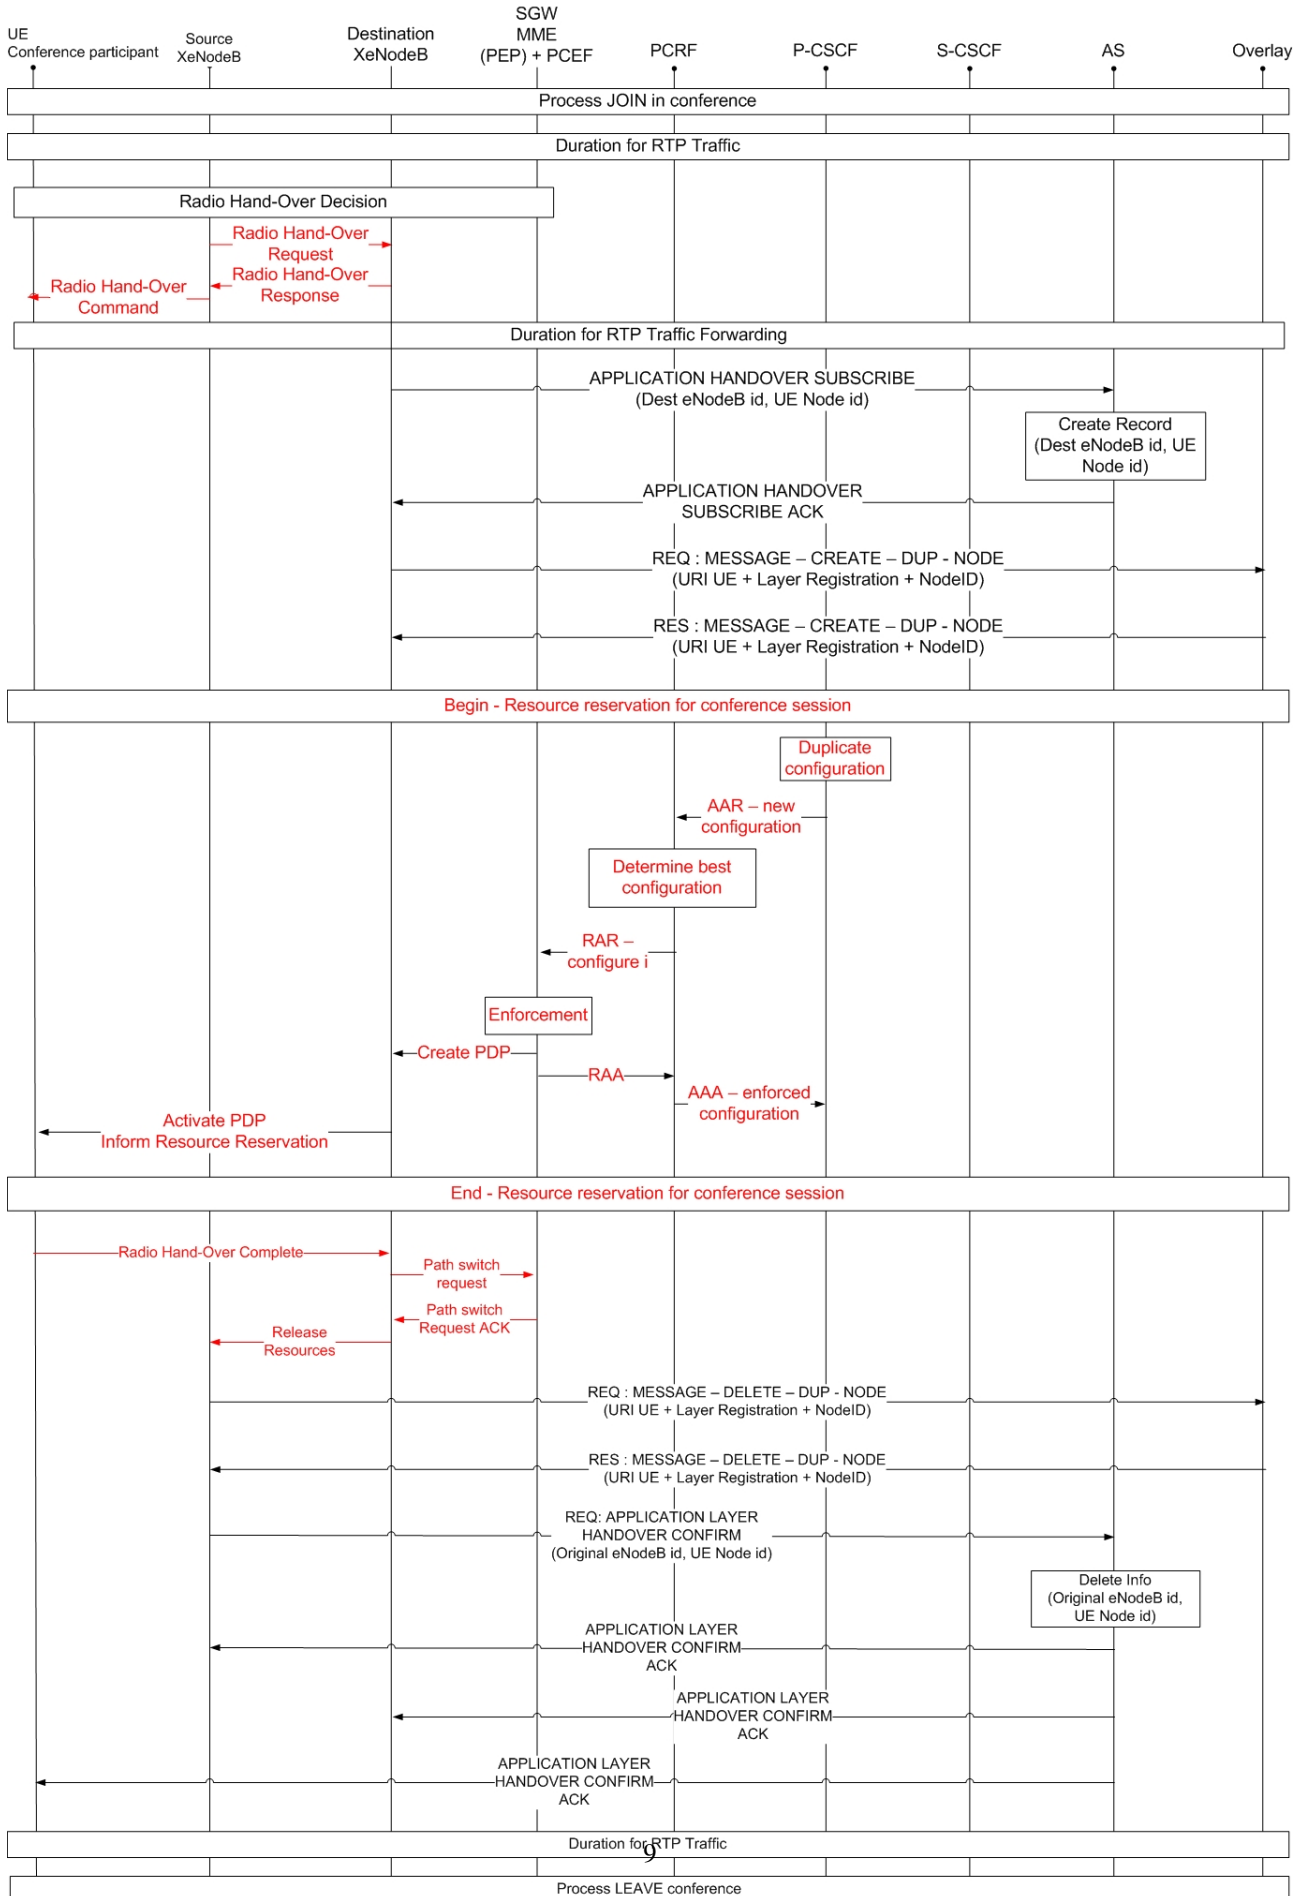 UE
Conference participant
Source
XeNodeB
Destination
XeNodeB
SGW
MME
(PEP) + PCEF
PCRF
P-CSCF
S-CSCF
AS
Overlay
Process JOIN in conference
Duration for RTP Traffic
Radio Hand-Over Decision
Radio Hand-Over
Request
Radio Hand-Over
Response
Radio Hand-Over
Command
Duration for RTP Traffic Forwarding
APPLICATION HANDOVER SUBSCRIBE
(Dest eNodeB id, UE Node id)
Create Record
(Dest eNodeB id, UE
Node id)
APPLICATION HANDOVER
SUBSCRIBE ACK
REQ : MESSAGE – CREATE – DUP - NODE
(URI UE + Layer Registration + NodeID)
RES : MESSAGE – CREATE – DUP - NODE
(URI UE + Layer Registration + NodeID)
Begin - Resource reservation for conference session
Duplicate
configuration
AAR – new
configuration
Determine best
configuration
RAR –
configure i
Enforcement
Create PDP
RAA
AAA – enforced
configuration
Activate PDP
Inform Resource Reservation
End - Resource reservation for conference session
Radio Hand-Over Complete
Path switch
request
Path switch
Request ACK
Release
Resources
REQ : MESSAGE – DELETE – DUP - NODE
(URI UE + Layer Registration + NodeID)
RES : MESSAGE – DELETE – DUP - NODE
(URI UE + Layer Registration + NodeID)
REQ: APPLICATION LAYER
HANDOVER CONFIRM
(Original eNodeB id, UE Node id)
Delete Info
(Original eNodeB id,
UE Node id)
APPLICATION LAYER
HANDOVER CONFIRM
ACK
APPLICATION LAYER
HANDOVER CONFIRM
ACK
APPLICATION LAYER
HANDOVER CONFIRM
ACK
Duration for RTP Traffic
9
Process LEAVE conference